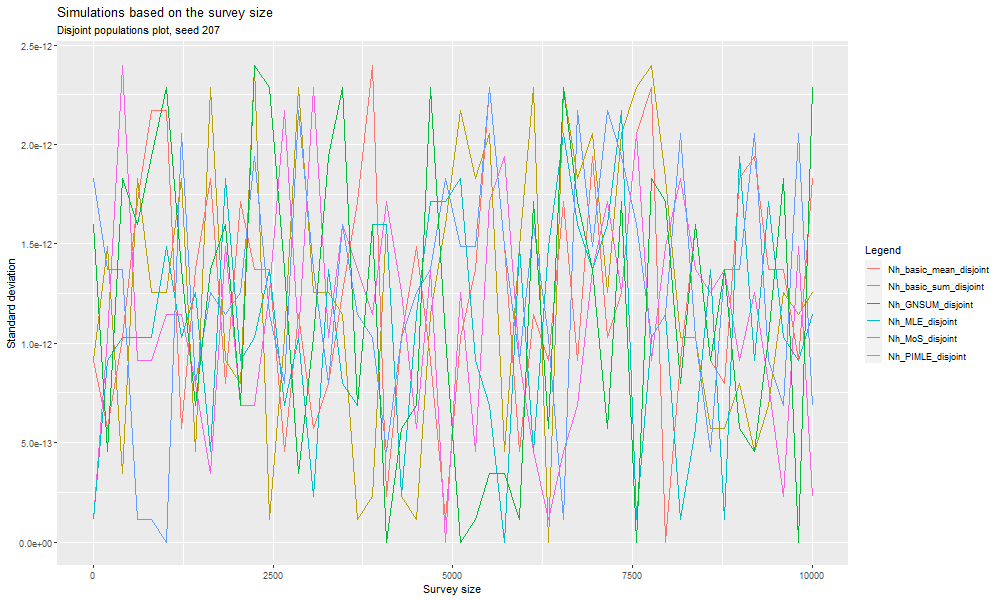 Simulations based on the survey size
Disjoint populations plot, seed 207
Standard deviation
2.5e-12
2.0e-12
1.5e-12
1.0e-12
5.0e-13
0.0e+00
0
2500
5000
7500
10000
Survey size
Legend
Nh_basic_mean_disjoint
Nh_basic_sum_disjoint
Nh_GNSUM_disjoint
Nh_MLE_disjoint
Nh_MoS_disjoint
Nh_PIMLE_disjoint